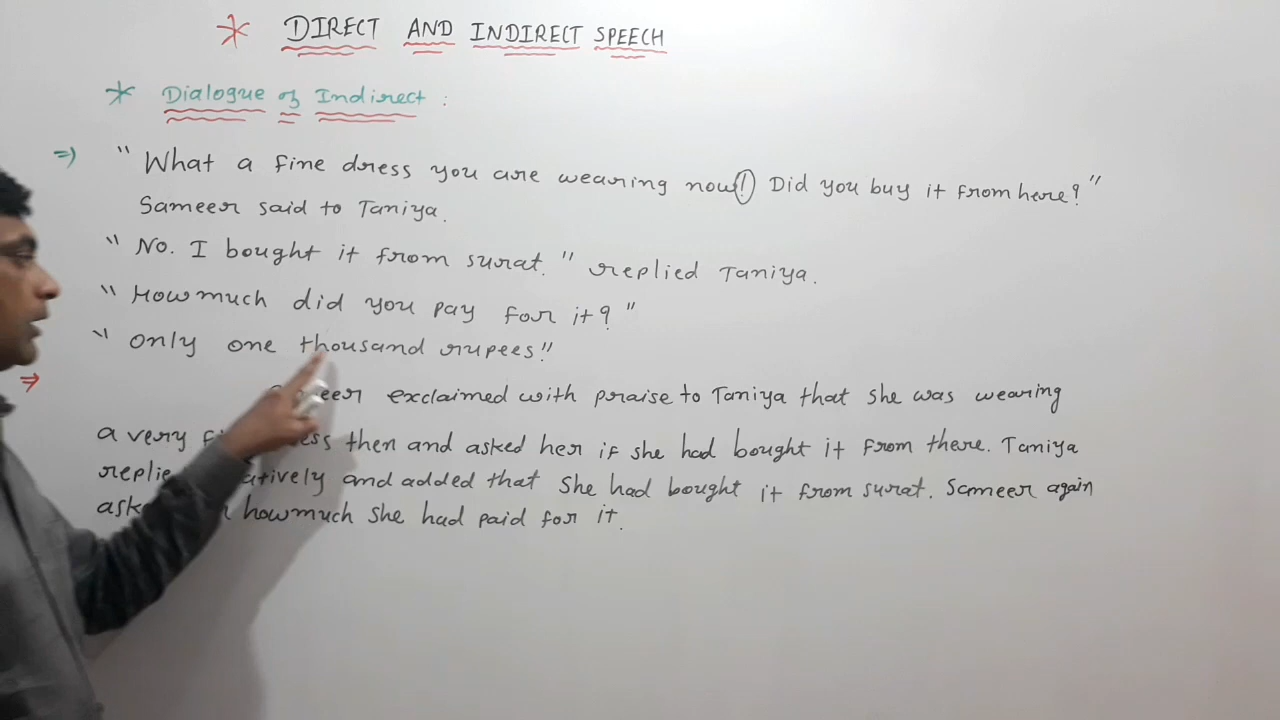 * DIRECT AND INDIRECT SPEECH
* Dialogue of Indirect :
⇒ " What a fine dress you are wearing now! Did you buy it from here? "
Sameer said to Taniya.
" No. I bought it from surat. " replied Taniya.
" How much did you pay for it? "
" only one thousand rupees!"
⇒ exclaimed with praise to Taniya that she was wearing
a very then and asked her if she had bought it from there. Taniya
and added that she had bought it from surat. Sameer again
how much she had paid for it.